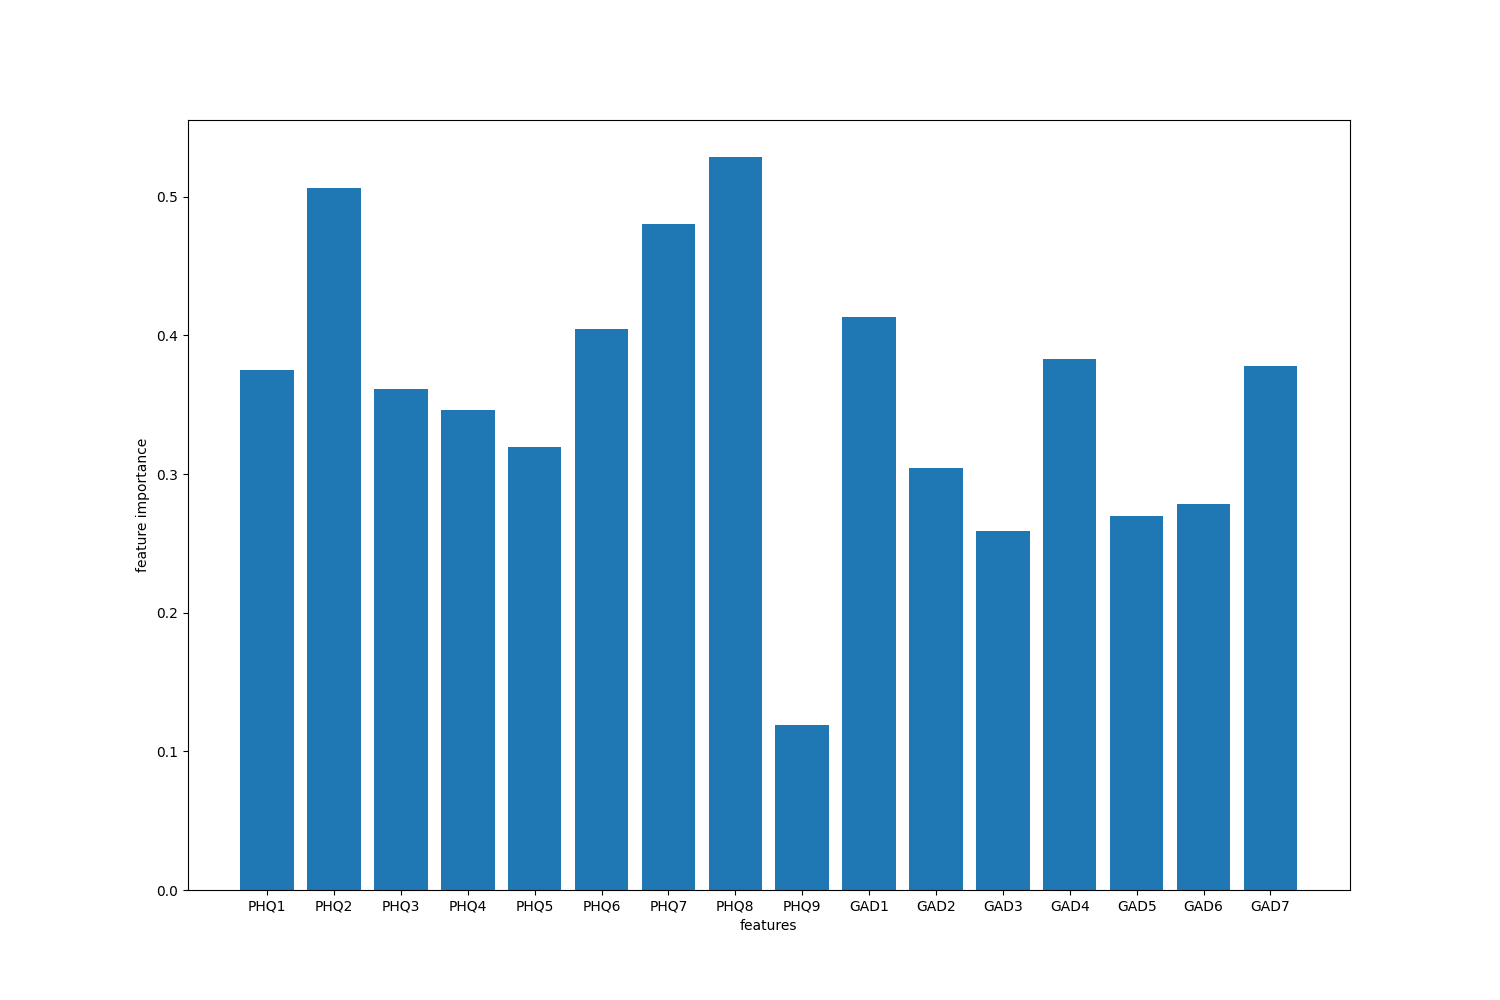 0.5
0.4
0.3
0.2
0.1
0.0
feature importance
PHQ1 PHQ2 PHQ3 PHQ4 PHQ5 PHQ6 PHQ7 PHQ8 PHQ9 GAD1 GAD2 GAD3 GAD4 GAD5 GAD6 GAD7
features